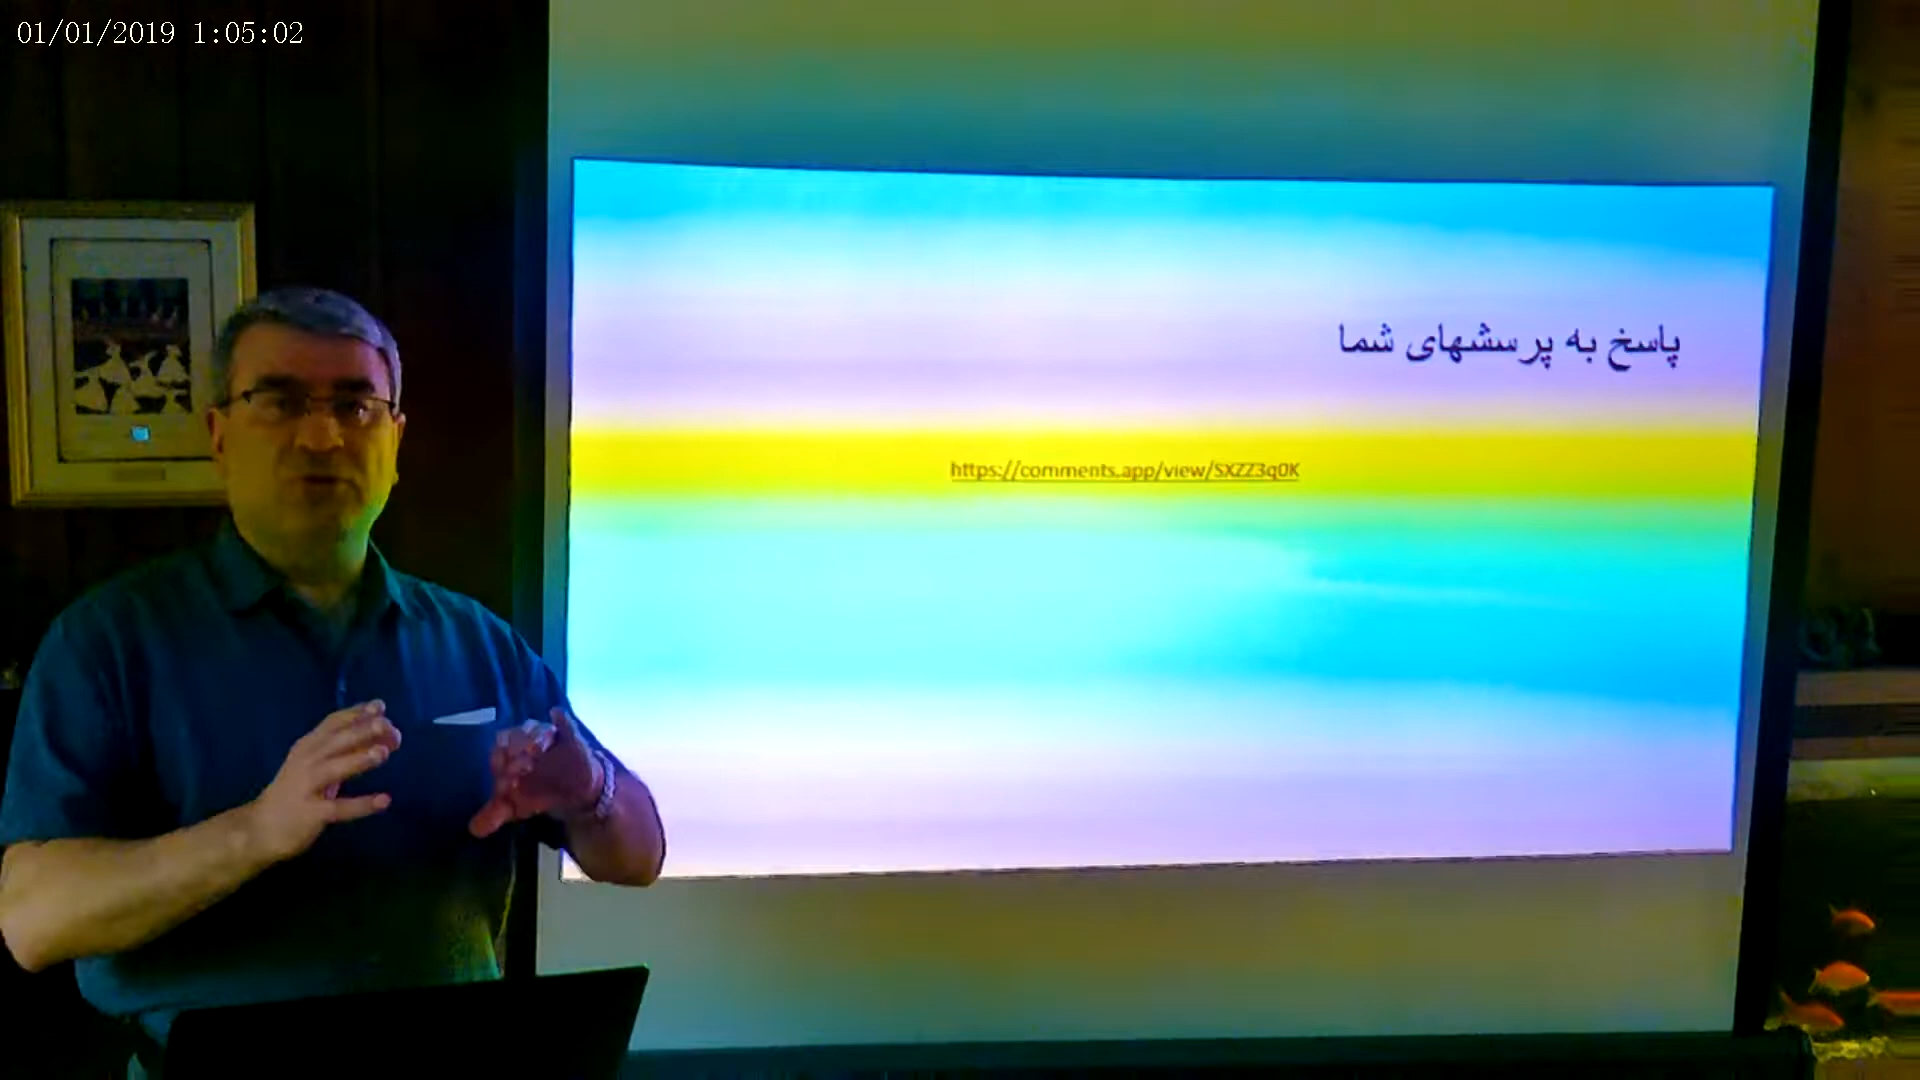 01/01/2019 1:05:02
پاسخ به پرسشهای شما
https://comments.app/view/SXZZ3q0K